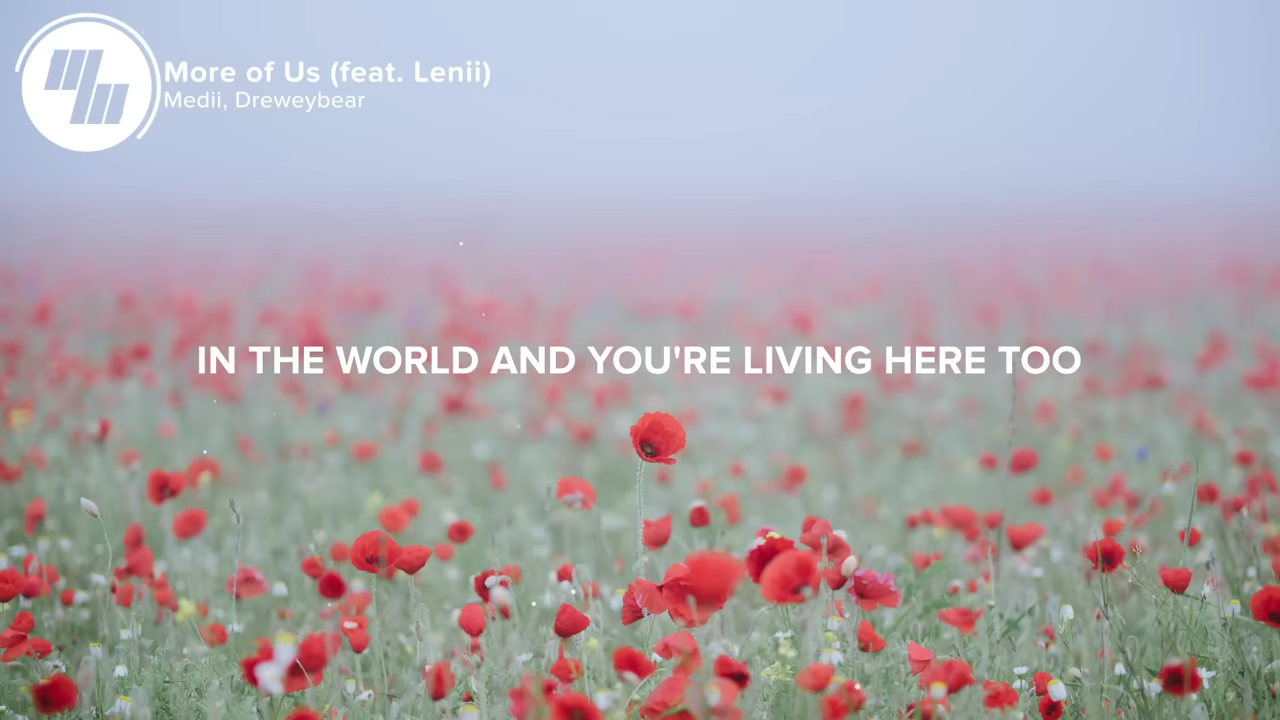 More of Us (feat. Lenii)
Medii, Dreweybear
IN THE WORLD AND YOU'RE LIVING HERE TOO